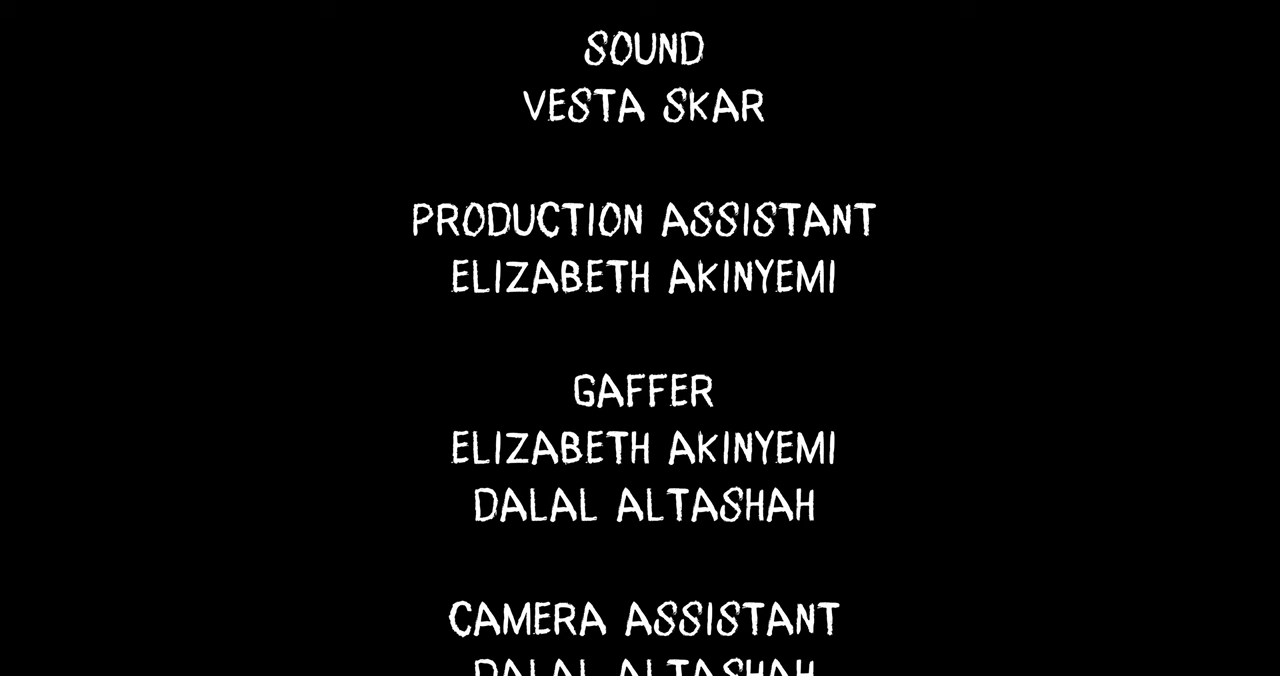 SOUND
VESTA SKAR
PRODUCTION ASSISTANT
ELIZABETH AKINYEMI
GAFFER
ELIZABETH AKINYEMI
DALAL ALTASHAH
CAMERA ASSISTANT
DALAL ALTASHAH